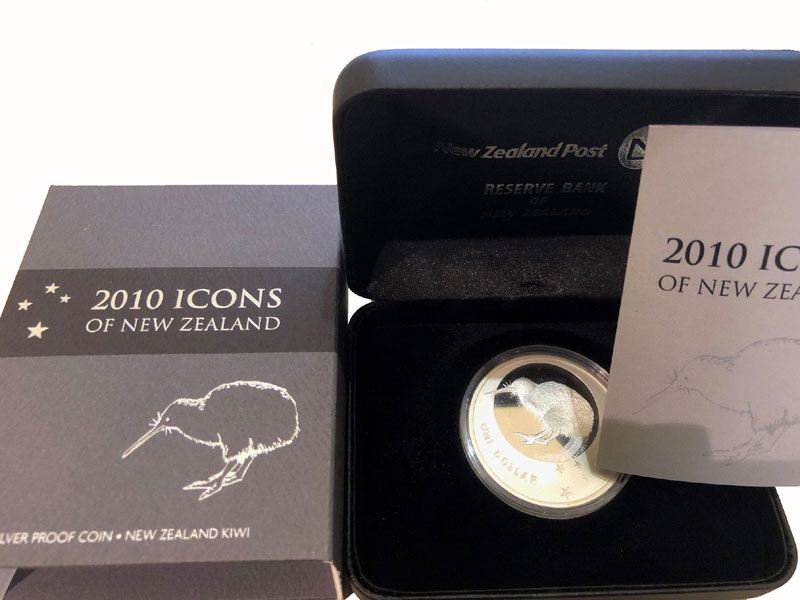 2010 ICONS
OF NEW ZEALAND
LVER PROOF COIN • NEW ZEALAND KIWI
New Zealand Post
RESERVE BANK
OF
NEW ZEALAND
ONE DOLLAR
2010 IC
OF NEW ZEA